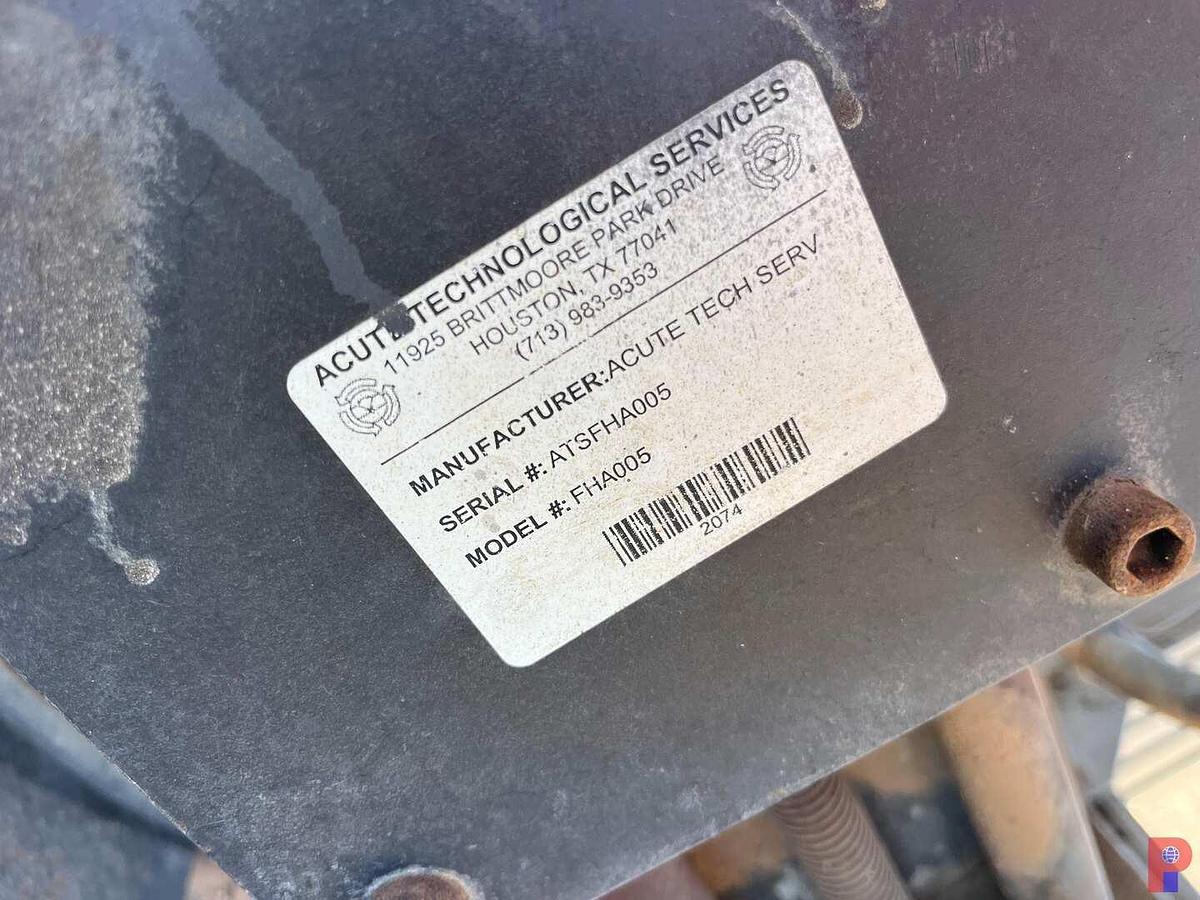 ACUTE TECHNOLOGICAL SERVICES
11925 BRITTMOORE PARK DRIVE
HOUSTON, TX 77041
(713) 983-9353
MANUFACTURER:ACUTE TECH SERV
SERIAL #: ATSFHA005
MODEL #: FHA005
2074